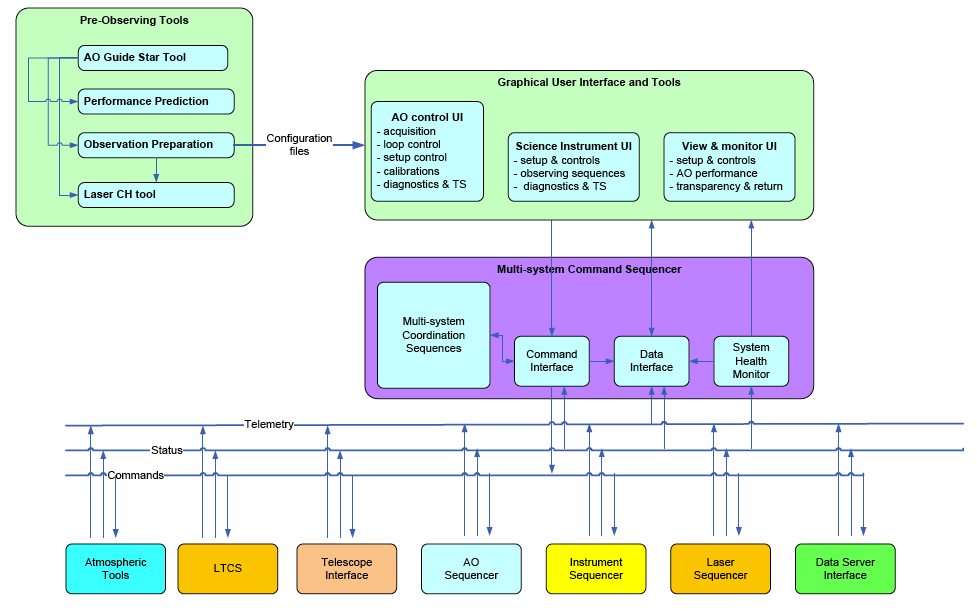 Pre-Observing Tools
AO Guide Star Tool
Performance Prediction
Observation Preparation
Laser CH tool
Configuration
files
Graphical User Interface and Tools
AO control UI
- acquisition
- loop control
- setup control
- calibrations
- diagnostics & TS
Science Instrument UI
- setup & controls
- observing sequences
- diagnostics & TS
View & monitor UI
- setup & controls
- AO performance
- transparency & return
Multi-system Command Sequencer
Multi-system
Coordination
Sequences
Command
Interface
Data
Interface
System
Health
Monitor
Telemetry
Status
Commands
Atmospheric
Tools
LTCS
Telescope
Interface
AO
Sequencer
Instrument
Sequencer
Laser
Sequencer
Data Server
Interface